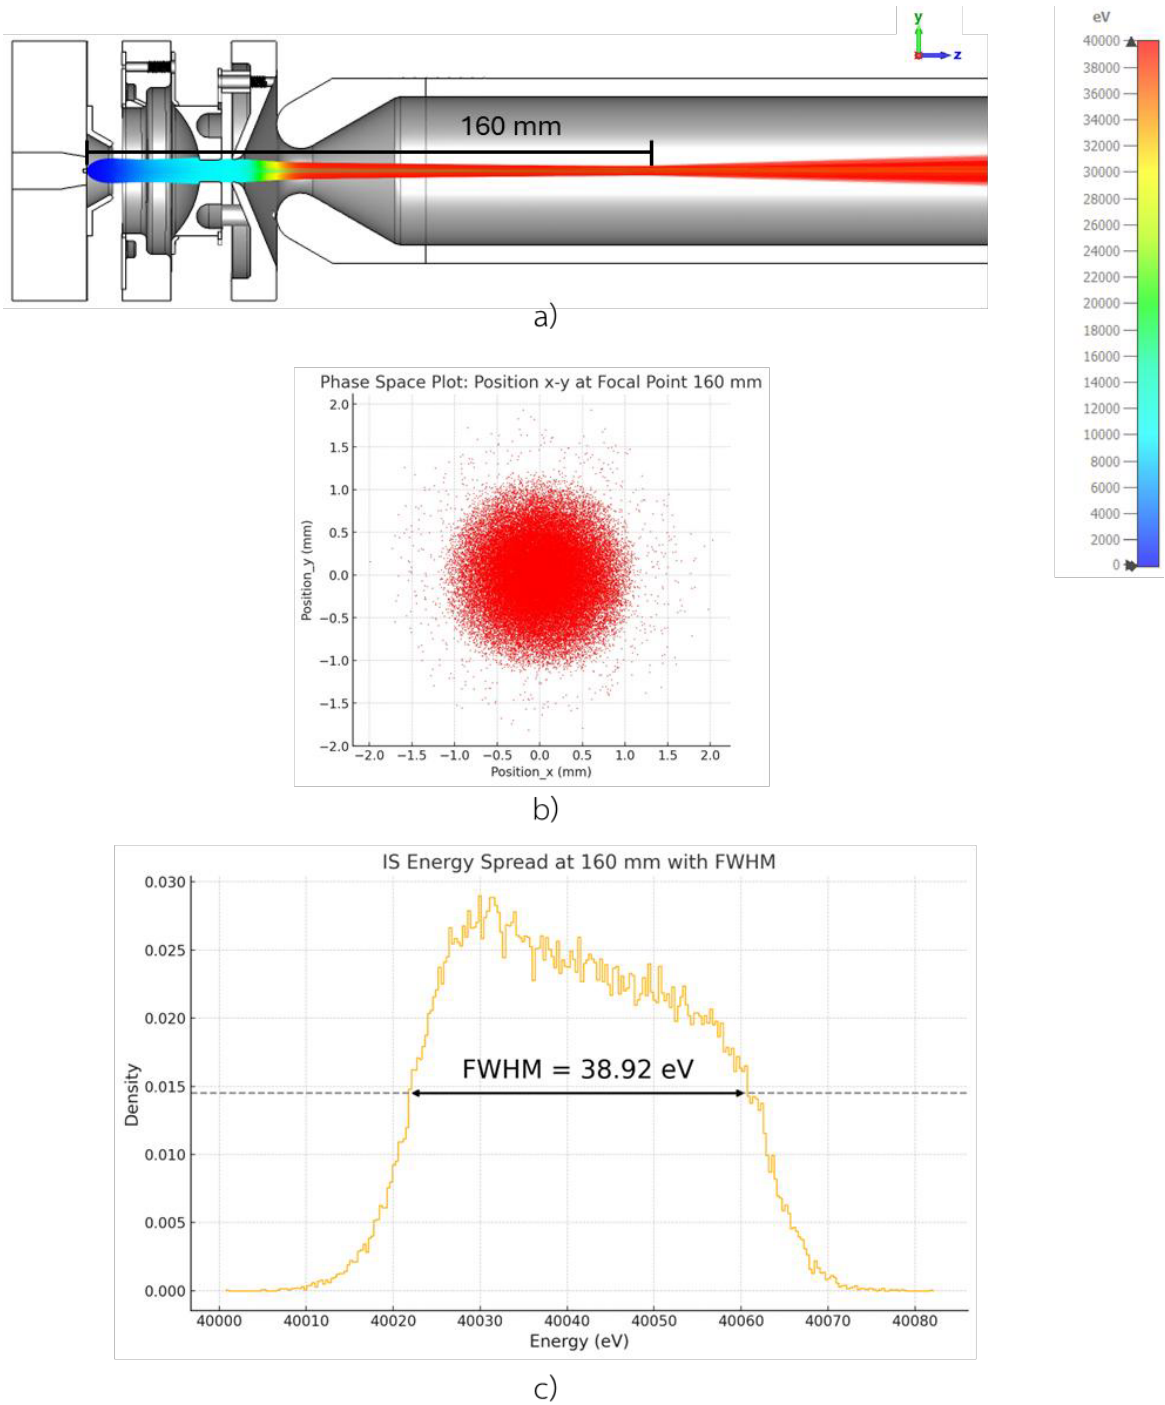 y
z
160 mm
a)
eV
40000
38000
36000
34000
32000
30000
28000
26000
24000
22000
20000
18000
16000
14000
12000
10000
8000
6000
4000
2000
0
Phase Space Plot: Position x-y at Focal Point 160 mm
Position_y (mm)
2.0
1.5
1.0
0.5
0.0
−0.5
−1.0
−1.5
−2.0
−2.0 −1.5 −1.0 −0.5 0.0 0.5 1.0 1.5 2.0
Position_x (mm)
b)
IS Energy Spread at 160 mm with FWHM
Density
0.030
0.025
0.020
0.015
0.010
0.005
0.000
FWHM = 38.92 eV
40000 40010 40020 40030 40040 40050 40060 40070 40080
Energy (eV)
c)